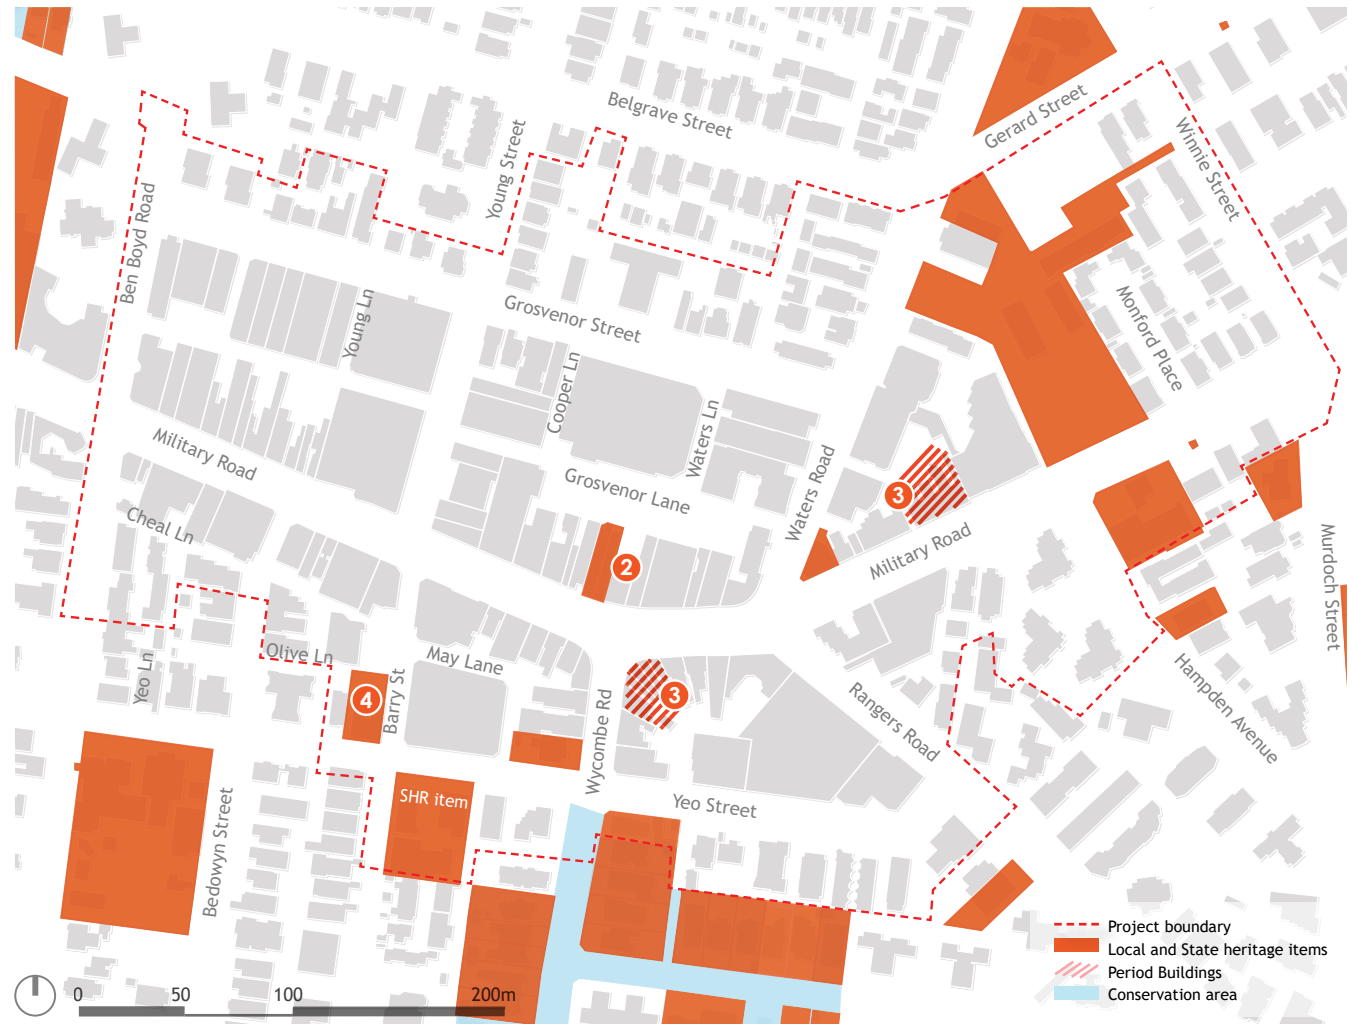 Belgrave Street
Gerard Street
Young Street
Winnie Street
Ben Boyd Road
Young Ln
Grosvenor Street
Monford Place
Cooper Ln
Waters Ln
Military Road
Grosvenor Lane
Waters Road
3
Cheal Ln
Military Road
2
Murdoch Street
Olive Ln
May Lane
Yeo Ln
4
Barry St
3
Wycombe Rd
Rangers Road
Hampden Avenue
SHR item
Yeo Street
Bedowyn Street
Project boundary
Local and State heritage items
Period Buildings
Conservation area
0 50 100 200m